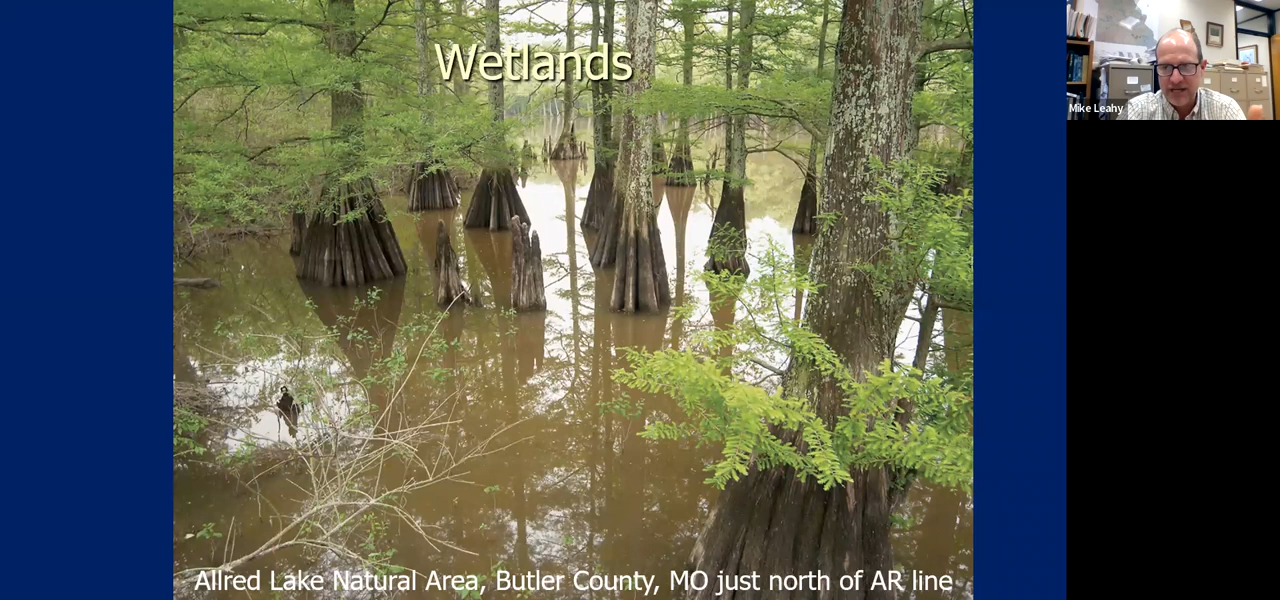 Wetlands
Mike Leahy
Allred Lake Natural Area, Butler County, MO just north of AR line